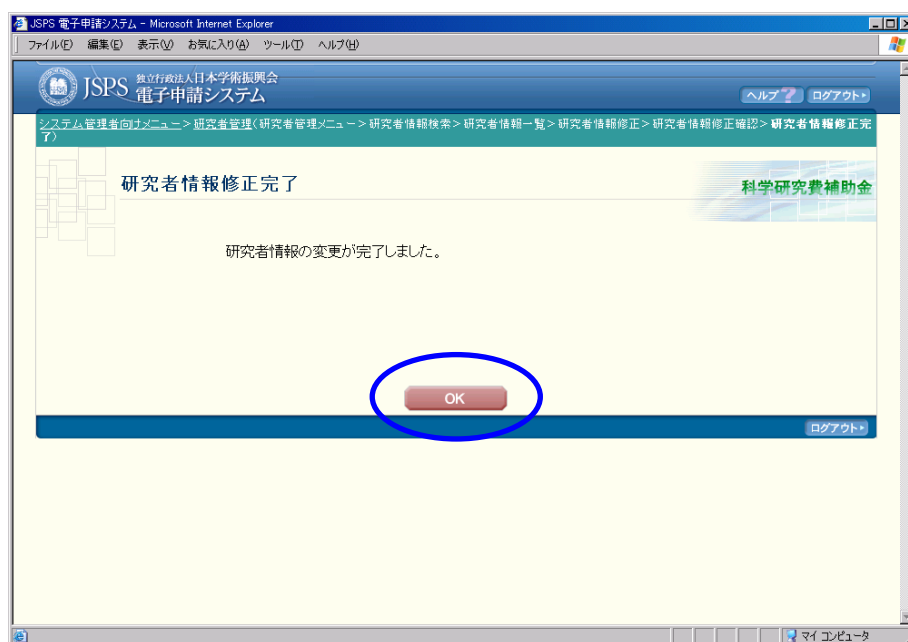 JSPS 電子申請システム - Microsoft Internet Explorer
ファイル(F) 編集(E) 表示(V) お気に入り(A) ツール(T) ヘルプ(H)
JSPS 独立行政法人日本学術振興会
電子申請システム
ヘルプ? ログアウト
システム管理者向けメニュー>研究者管理(研究者管理メニュー>研究者情報検索>研究者情報一覧>研究者情報修正>研究者情報修正確認>研究者情報修正完
了)
研究者情報修正完了
科学研究費補助金
研究者情報の変更が完了しました。
OK
ログアウト
マイ コンピュータ